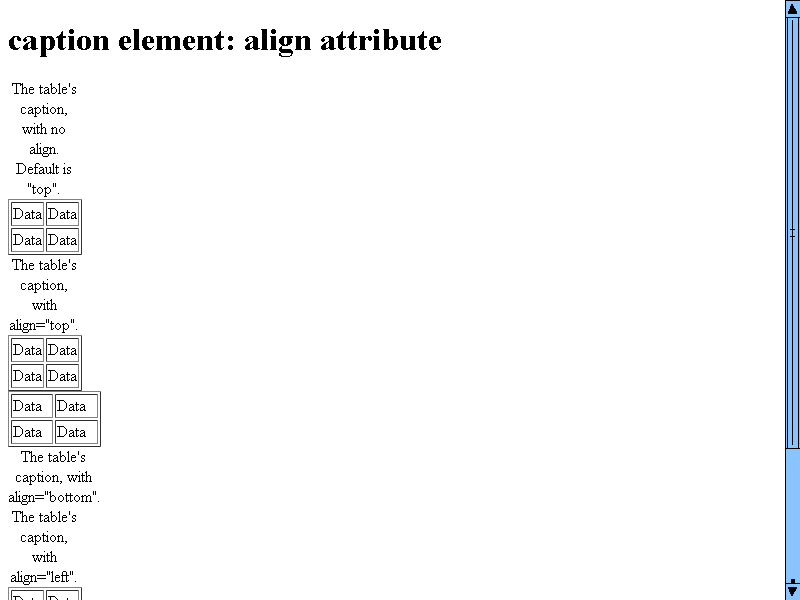 caption element: align attribute
The table's
caption,
with no
align.
Default is
"top".
Data Data
Data Data
The table's
caption,
with
align="top".
Data Data
Data Data
Data Data
Data Data
The table's
caption, with
align="bottom".
The table's
caption,
with
align="left".
Data Data